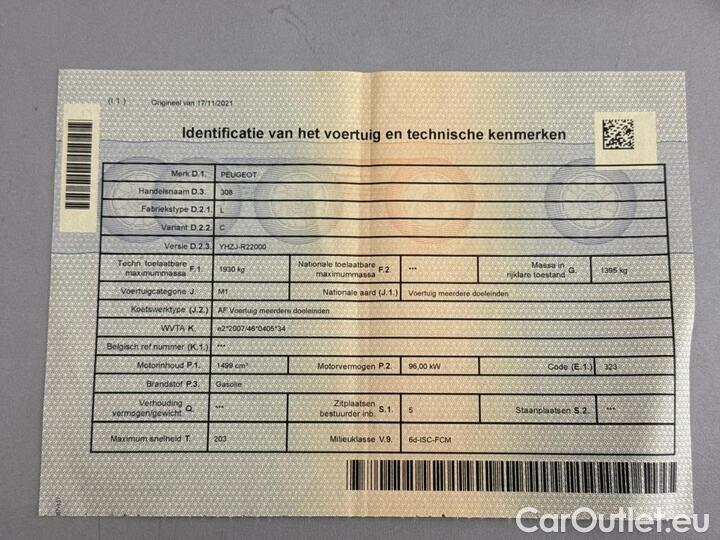 (I 1 ) Origineel van 17/11/2021
Identificatie van het voertuig en technische kenmerken
Merk D.1. PEUGEOT
Handelsnaam D.3. 308
Fabriekstype D.2.1. L
Variant D.2.2. C
Versie D.2.3. YHZJ-R22000
Techn. toelaatbare maximummassa F.1. 1930 kg Nationale toelaatbare maximummassa F.2. *** Massa in rijklare toestand G. 1395 kg
Voertuigcategorie J. M1 Nationale aard (J.1.) Voertuig meerdere doeleinden
Koetswerktype (J.2.) AF Voertuig meerdere doeleinden
WVTA K. e2*2007/46*0405*34
Belgisch ref.nummer (K.1.) ***
Motorinhoud P.1. 1499 cm³ Motorvermogen P.2. 96,00 kW Code (E.1.) 323
Brandstof P.3. Gasolie
Verhouding vermogen/gewicht Q. *** Zitplaatsen bestuurder inb. S.1. 5 Staanplaatsen S.2. ***
Maximum snelheid T. 203 Milieuklasse V.9. 6d-ISC-FCM
CarOutlet.eu